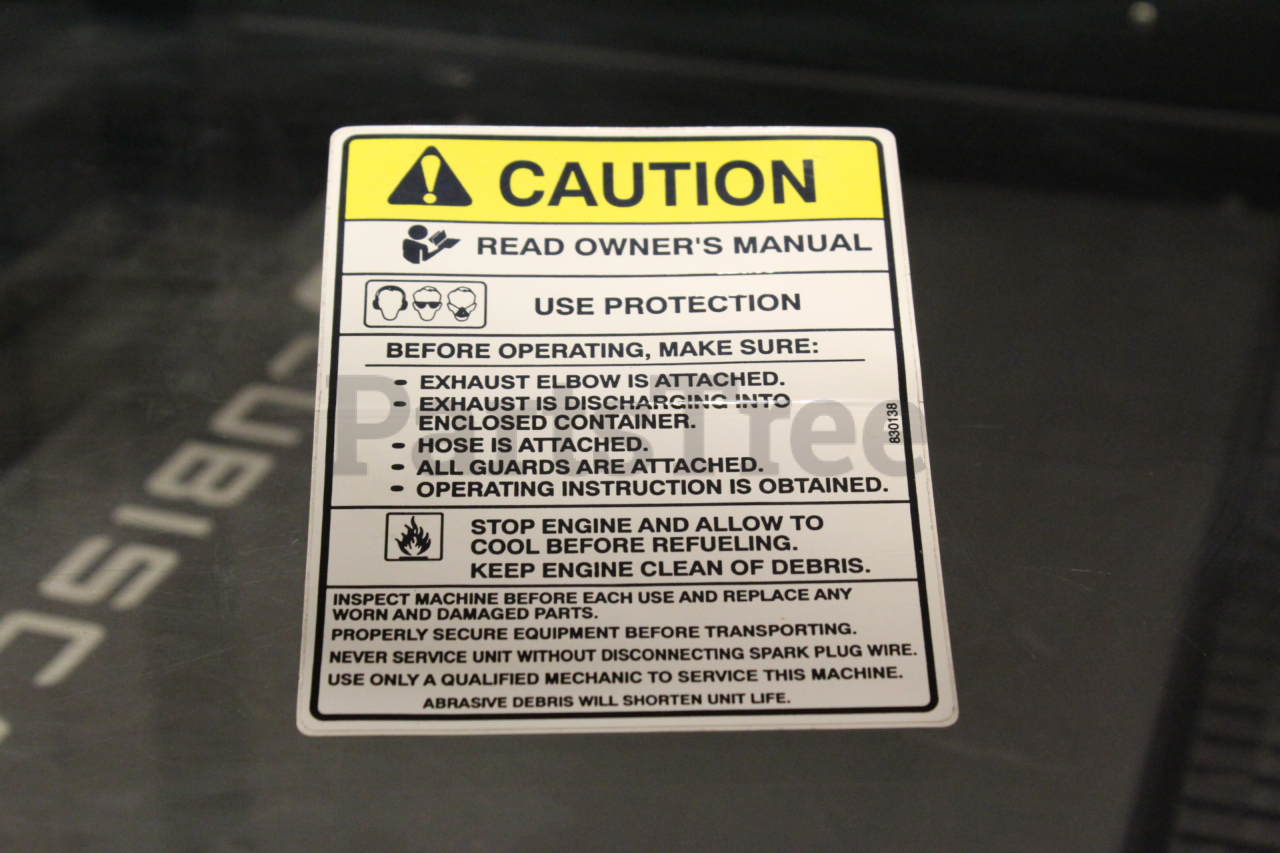 CAUTION
READ OWNER'S MANUAL
USE PROTECTION
BEFORE OPERATING, MAKE SURE:
• EXHAUST ELBOW IS ATTACHED.
• EXHAUST IS DISCHARGING INTO
ENCLOSED CONTAINER.
• HOSE IS ATTACHED.
• ALL GUARDS ARE ATTACHED.
• OPERATING INSTRUCTION IS OBTAINED.
830138
STOP ENGINE AND ALLOW TO
COOL BEFORE REFUELING.
KEEP ENGINE CLEAN OF DEBRIS.
INSPECT MACHINE BEFORE EACH USE AND REPLACE ANY
WORN AND DAMAGED PARTS.
PROPERLY SECURE EQUIPMENT BEFORE TRANSPORTING.
NEVER SERVICE UNIT WITHOUT DISCONNECTING SPARK PLUG WIRE.
USE ONLY A QUALIFIED MECHANIC TO SERVICE THIS MACHINE.
ABRASIVE DEBRIS WILL SHORTEN UNIT LIFE.
PartsTree